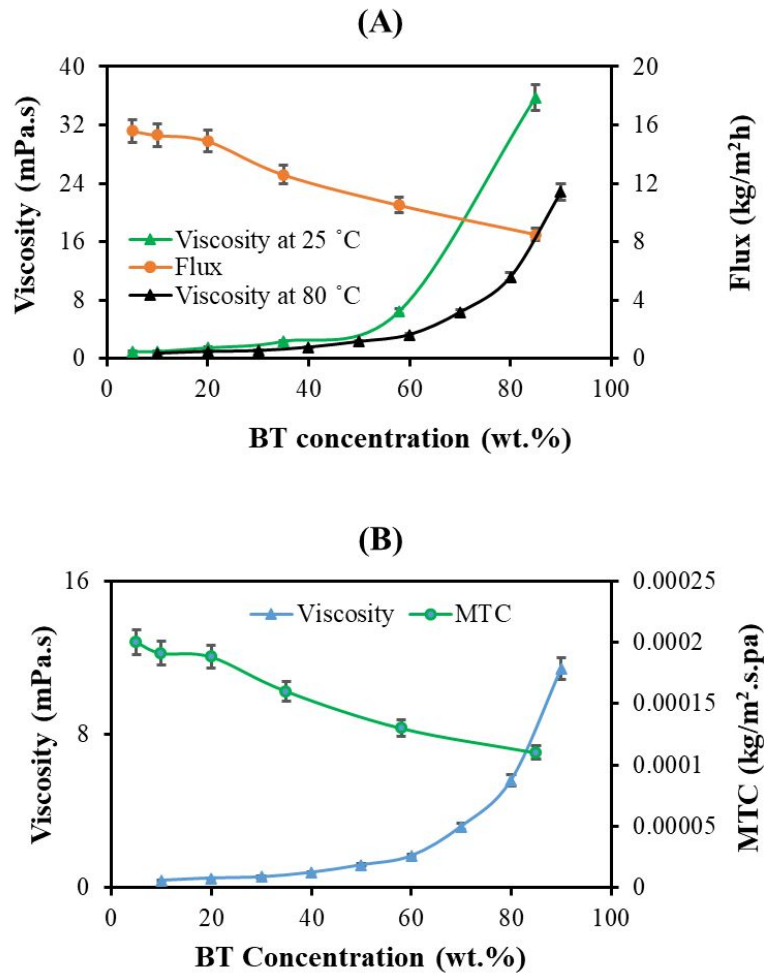 (A)
40
32
24
16
8
0
Viscosity (mPa.s)
20
16
12
8
4
0
Flux (kg/m²h)
Viscosity at 25 ˚C
Flux
Viscosity at 80 ˚C
0 20 40 60 80 100
BT concentration (wt.%)
(B)
16
8
0
Viscosity (mPa.s)
0.00025
0.0002
0.00015
0.0001
0.00005
0
MTC (kg/m².s.pa)
Viscosity MTC
0 20 40 60 80 100
BT Concentration (wt.%)